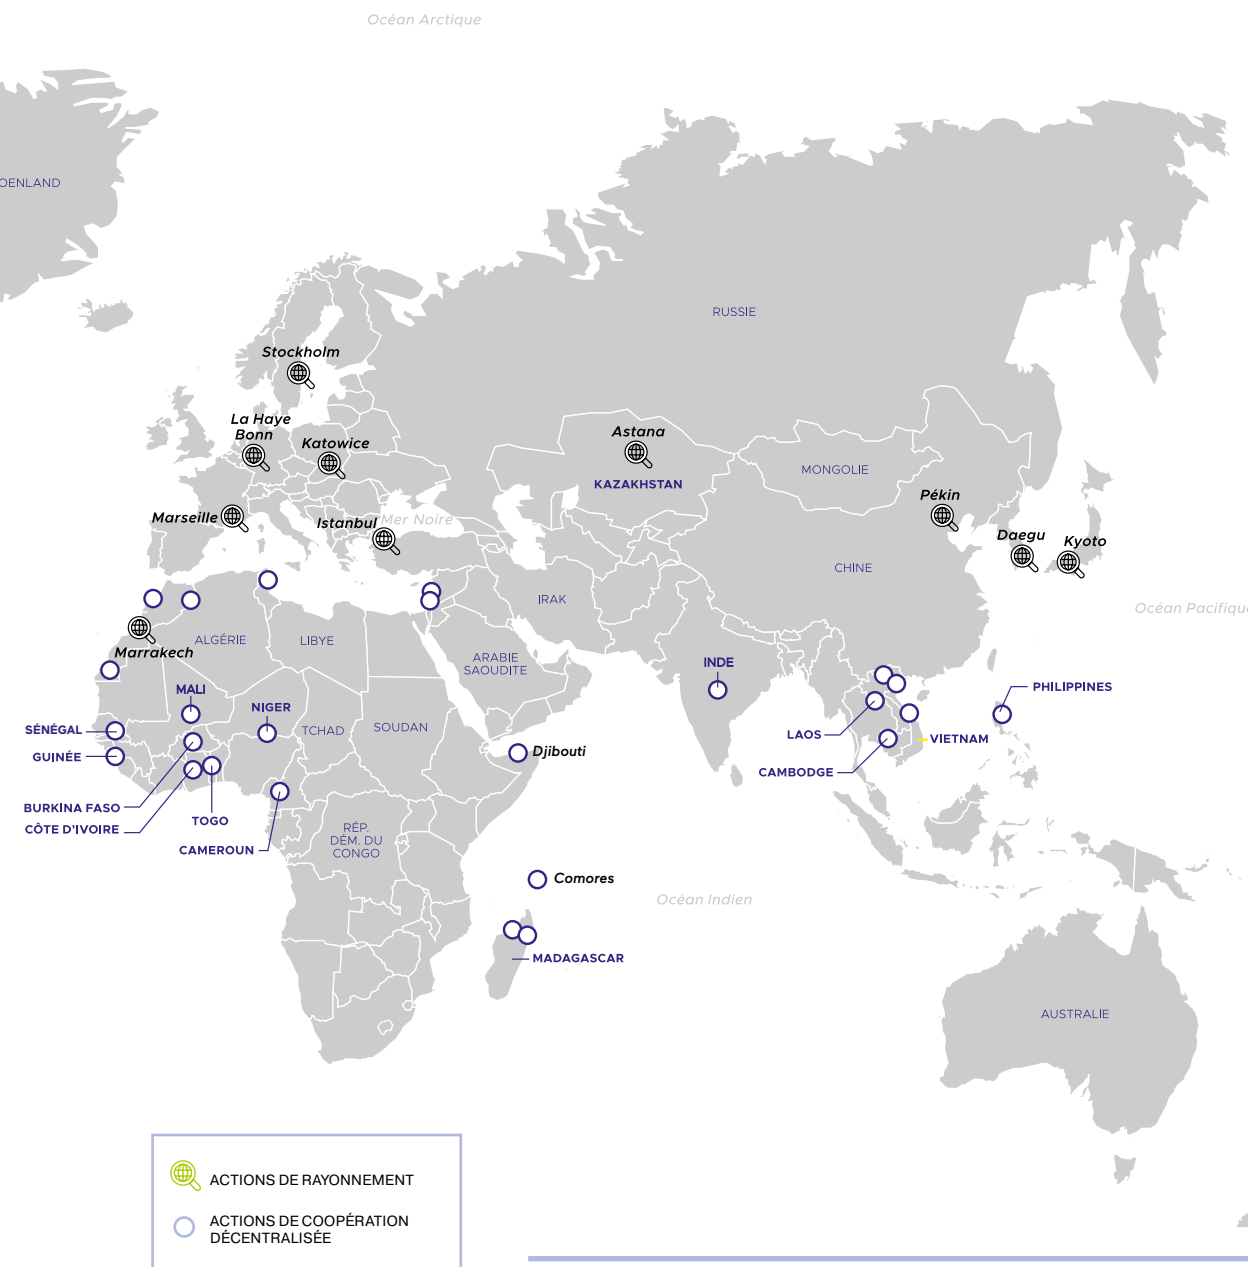 Océan Arctique
OENLAND
RUSSIE
Stockholm
La Haye
Bonn
Katowice
Astana
KAZAKHSTAN
MONGOLIE
Pékin
Marseille
Istanbul
Mer Noire
Daegu
Kyoto
CHINE
IRAK
Océan Pacifique
ALGÉRIE
LIBYE
Marrakech
ARABIE
SAOUDITE
INDE
MALI
PHILIPPINES
NIGER
SÉNÉGAL
TCHAD
SOUDAN
LAOS
VIETNAM
GUINÉE
Djibouti
CAMBODGE
BURKINA FASO
CÔTE D'IVOIRE
TOGO
RÉP.
DÉM. DU
CONGO
CAMEROUN
Comores
Océan Indien
MADAGASCAR
AUSTRALIE
ACTIONS DE RAYONNEMENT
ACTIONS DE COOPÉRATION
DÉCENTRALISÉE